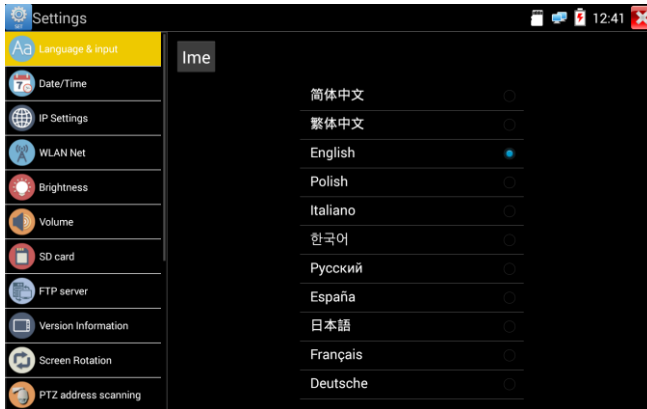 Settings
12:41
SET
Aa Language & input
Date/Time
IP Settings
WLAN Net
Brightness
Volume
SD card
FTP server
Version Information
Screen Rotation
PTZ address scanning
Ime
简体中文
繁体中文
English
Polish
Italiano
한국어
Русский
España
日本語
Français
Deutsche